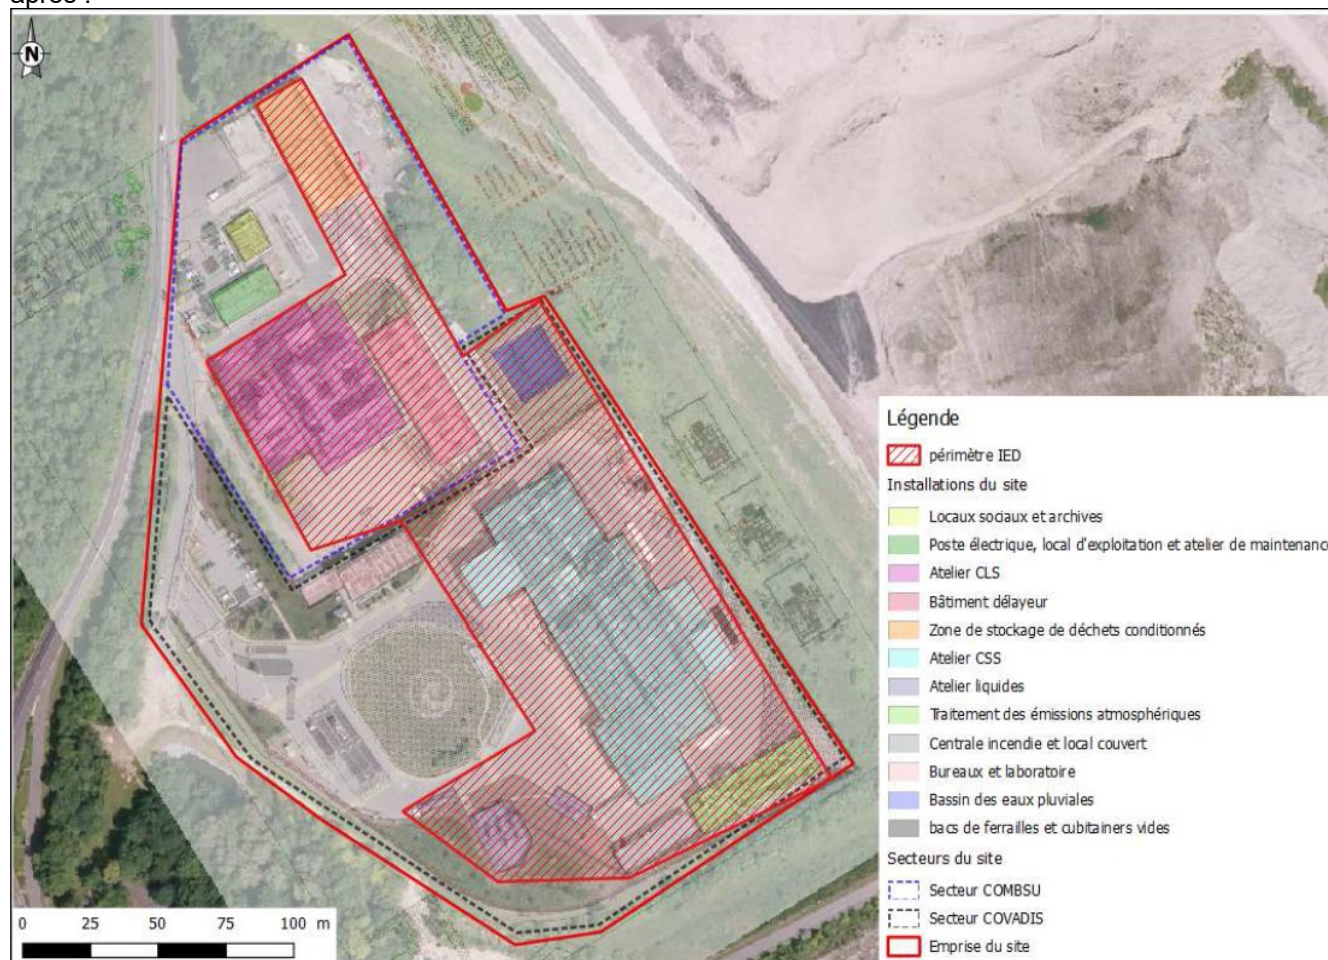 après :
N
Légende
périmètre IED
Installations du site
Locaux sociaux et archives
Poste électrique, local d'exploitation et atelier de maintenance
Atelier CLS
Bâtiment délayeur
Zone de stockage de déchets conditionnés
Atelier CSS
Atelier liquides
Traitement des émissions atmosphériques
Centrale incendie et local couvert
Bureaux et laboratoire
Bassin des eaux pluviales
bacs de ferrailles et cubitainers vides
Secteurs du site
Secteur COMBSU
Secteur COVADIS
Emprise du site
0 25 50 75 100 m